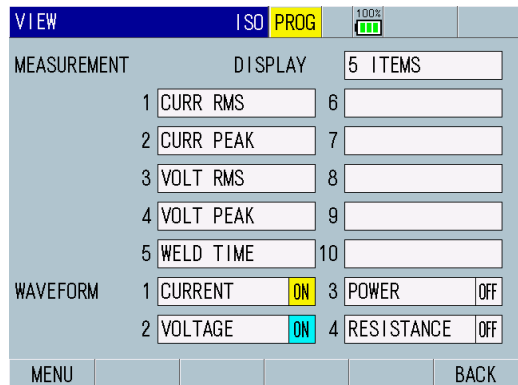 VIEW ISO PROG 100%
MEASUREMENT DISPLAY 5 ITEMS
1 CURR RMS 6
2 CURR PEAK 7
3 VOLT RMS 8
4 VOLT PEAK 9
5 WELD TIME 10
WAVEFORM 1 CURRENT ON 3 POWER OFF
2 VOLTAGE ON 4 RESISTANCE OFF
MENU BACK